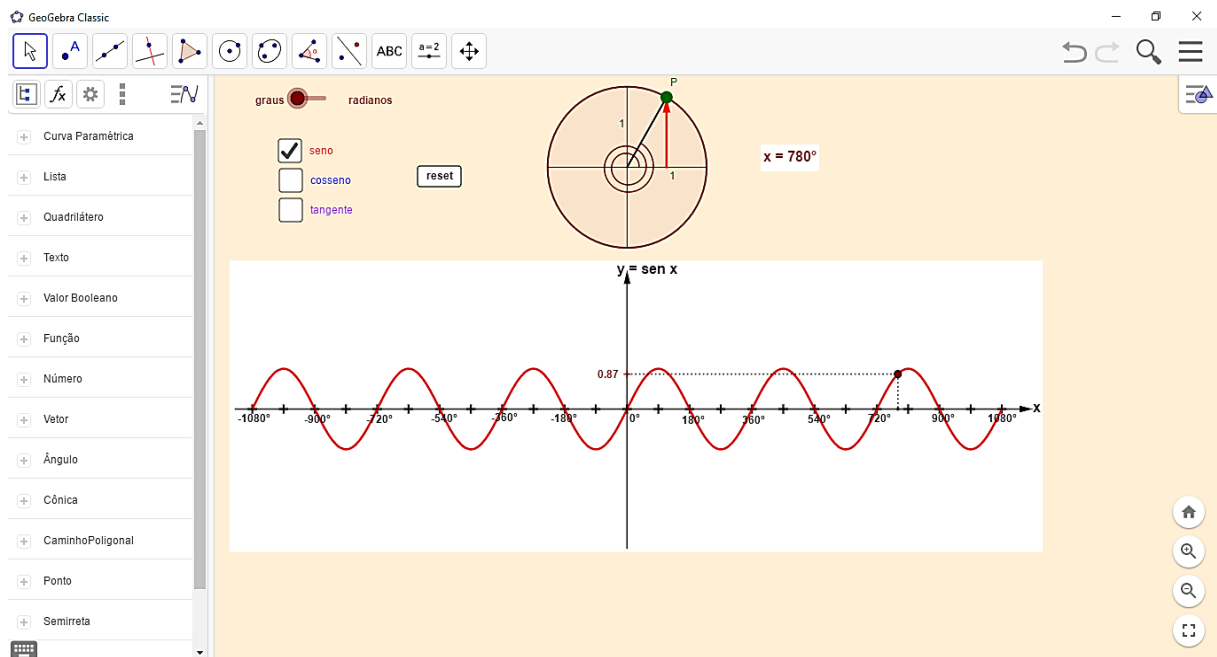 GeoGebra Classic
A
α
ABC
a=2
fx
N
Curva Paramétrica
Lista
Quadrilátero
Texto
Valor Booleano
Função
Número
Vetor
Ângulo
Cônica
CaminhoPoligonal
Ponto
Semirreta
graus
radianos
seno
cosseno
tangente
reset
P
1
1
x = 780°
y = sen x
0.87
x
-1080°
-900°
-720°
-540°
-360°
-180°
0°
180°
360°
540°
720°
900°
1080°